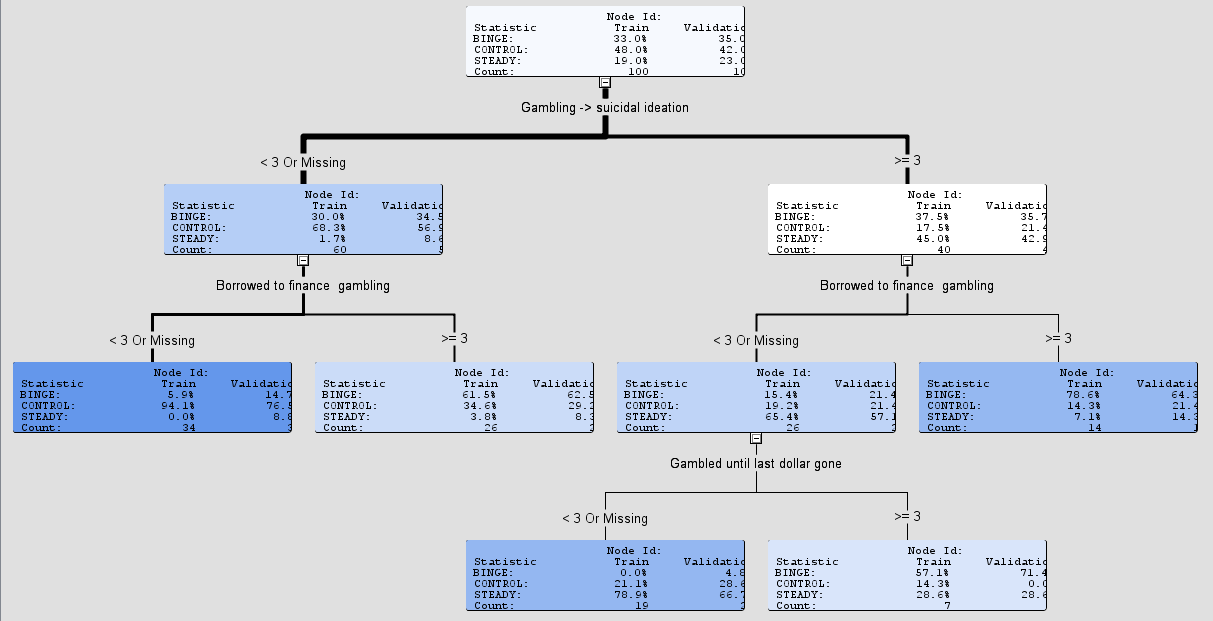 Node Id:
Statistic Train Validatic
BINGE: 33.0% 35.0
CONTROL: 48.0% 42.0
STEADY: 19.0% 23.0
Count: 100 10
Gambling -> suicidal ideation
< 3 Or Missing >= 3
Node Id: Node Id:
Statistic Train Validatic Statistic Train Validatic
BINGE: 30.0% 34.5 BINGE: 37.5% 35.7
CONTROL: 68.3% 56.9 CONTROL: 17.5% 21.4
STEADY: 1.7% 8.6 STEADY: 45.0% 42.9
Count: 60 Count: 40
Borrowed to finance gambling Borrowed to finance gambling
< 3 Or Missing >= 3 < 3 Or Missing >= 3
Node Id: Node Id: Node Id: Node Id:
Statistic Train Validatic Statistic Train Validatic Statistic Train Validatic Statistic Train Validatic
BINGE: 5.9% 14.7 BINGE: 61.5% 62.5 BINGE: 15.4% 21.4 BINGE: 78.6% 64.3
CONTROL: 94.1% 76.5 CONTROL: 34.6% 29.2 CONTROL: 19.2% 21.4 CONTROL: 14.3% 21.4
STEADY: 0.0% 8.8 STEADY: 3.8% 8.3 STEADY: 65.4% 57.1 STEADY: 7.1% 14.3
Count: 34 Count: 26 Count: 26 Count: 14
Gambled until last dollar gone
< 3 Or Missing >= 3
Node Id: Node Id:
Statistic Train Validatic Statistic Train Validatic
BINGE: 0.0% 4.8 BINGE: 57.1% 71.4
CONTROL: 21.1% 28.6 CONTROL: 14.3% 0.0
STEADY: 78.9% 66.7 STEADY: 28.6% 28.6
Count: 19 Count: 7